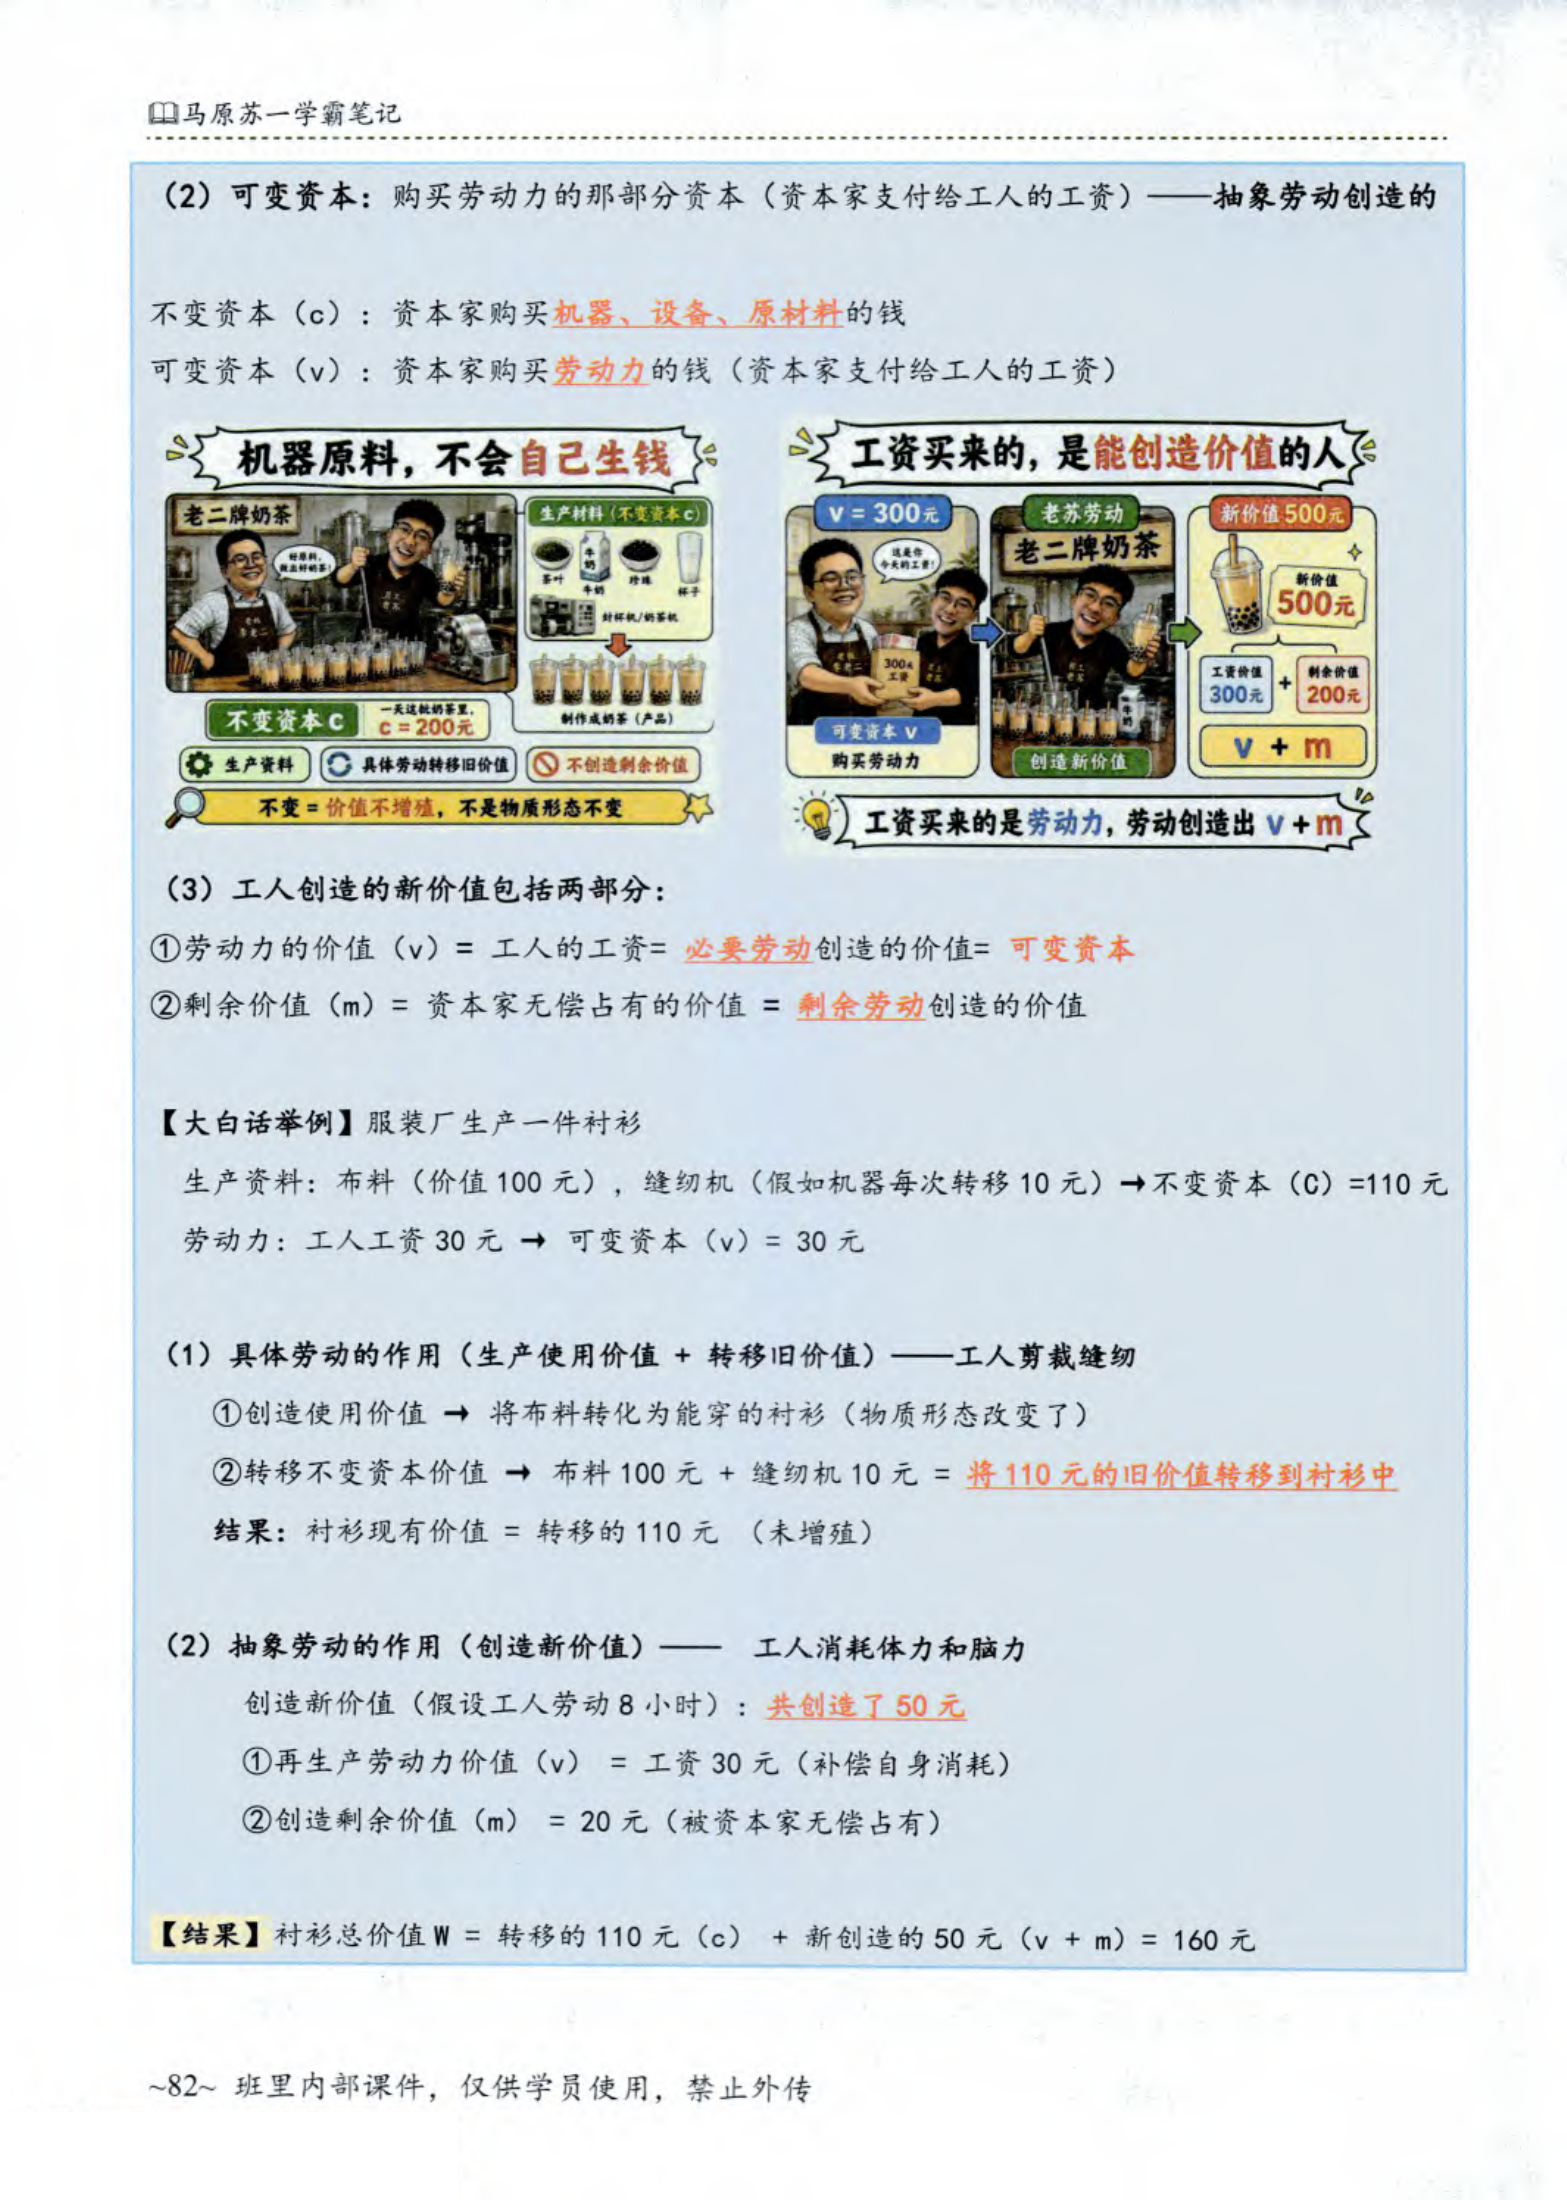 马原苏一学霸笔记
（2）可变资本：购买劳动力的那部分资本（资本家支付给工人的工资）——抽象劳动创造的
不变资本（c）：资本家购买机器、设备、原材料的钱
可变资本（v）：资本家购买劳动力的钱（资本家支付给工人的工资）
机器原料，不会自己生钱
老二牌奶茶
好原料，
做出好奶茶！
生产材料（不变资本c）
茶叶
牛奶
牛奶
珍珠
杯子
封杯机/奶茶机
制作成奶茶（产品）
不变资本 C
一天这批奶茶里，
c = 200元
生产资料
具体劳动转移旧价值
不创造剩余价值
不变 = 价值不增殖，不是物质形态不变
工资买来的，是能创造价值的人
v = 300元
这是你
今天的工资！
300元
工资
可变资本 v
购买劳动力
老苏劳动
老二牌奶茶
牛奶
创造新价值
新价值 500元
新价值
500元
工资价值
300元
+
剩余价值
200元
v + m
工资买来的是劳动力，劳动创造出 v + m
（3）工人创造的新价值包括两部分：
①劳动力的价值（v）= 工人的工资= 必要劳动创造的价值= 可变资本
②剩余价值（m）= 资本家无偿占有的价值 = 剩余劳动创造的价值
【大白话举例】服装厂生产一件衬衫
生产资料：布料（价值 100 元），缝纫机（假如机器每次转移 10 元）→不变资本（C）=110 元
劳动力：工人工资 30 元 → 可变资本（v）= 30 元
（1）具体劳动的作用（生产使用价值 + 转移旧价值）——工人剪裁缝纫
①创造使用价值 → 将布料转化为能穿的衬衫（物质形态改变了）
②转移不变资本价值 → 布料 100 元 + 缝纫机 10 元 = 将 110 元的旧价值转移到衬衫中
结果：衬衫现有价值 = 转移的 110 元 （未增殖）
（2）抽象劳动的作用（创造新价值）—— 工人消耗体力和脑力
创造新价值（假设工人劳动 8 小时）：共创造了 50 元
①再生产劳动力价值（v） = 工资 30 元（补偿自身消耗）
②创造剩余价值（m） = 20 元（被资本家无偿占有）
【结果】衬衫总价值 W = 转移的 110 元（c） + 新创造的 50 元（v + m）= 160 元
~82~ 班里内部课件，仅供学员使用，禁止外传